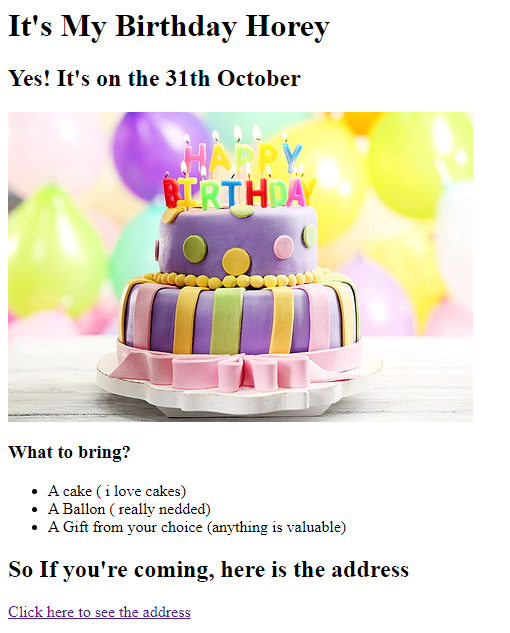 It's My Birthday Horey
Yes! It's on the 31th October
HAPPY
BIRTHDAY
What to bring?
A cake ( i love cakes)
A Ballon ( really nedded)
A Gift from your choice (anything is valuable)
So If you're coming, here is the address
Click here to see the address